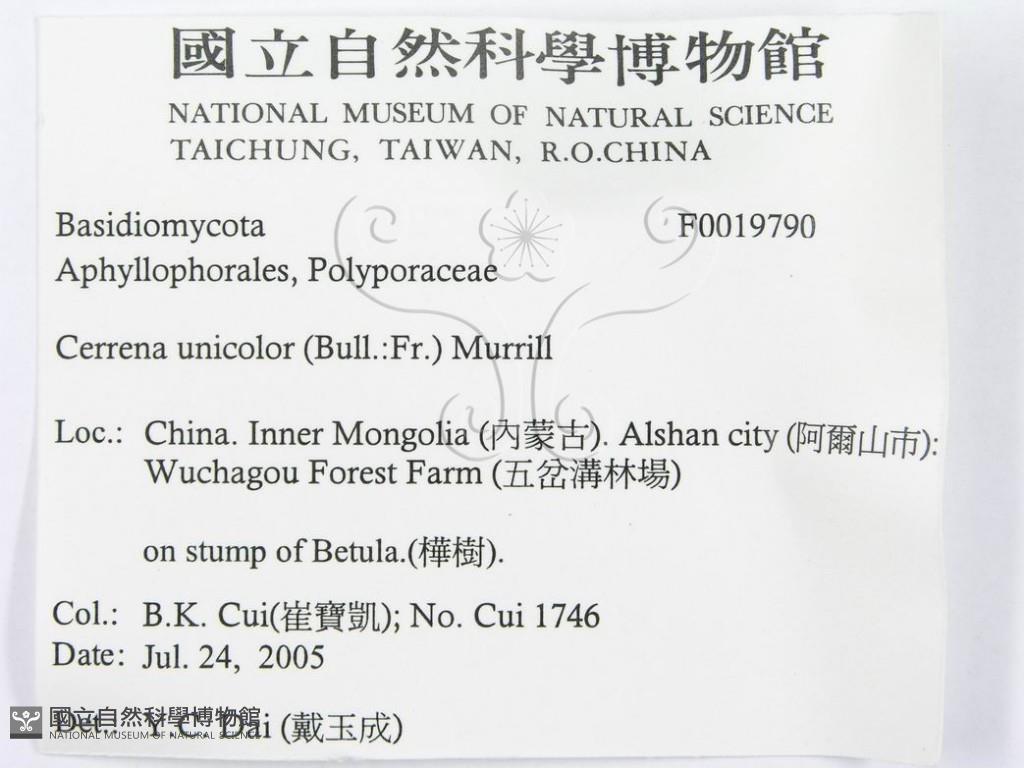 國立自然科學博物館
NATIONAL MUSEUM OF NATURAL SCIENCE
TAICHUNG, TAIWAN, R.O.CHINA
Basidiomycota F0019790
Aphyllophorales, Polyporaceae
Cerrena unicolor (Bull.:Fr.) Murrill
Loc.: China. Inner Mongolia (內蒙古). Alshan city (阿爾山市):
Wuchagou Forest Farm (五岔溝林場)
on stump of Betula.(樺樹).
Col.: B.K. Cui(崔寶凱); No. Cui 1746
Date: Jul. 24, 2005
Det.: Y.C. Dai (戴玉成)
國立自然科學博物館
NATIONAL MUSEUM OF NATURAL SCIENCE